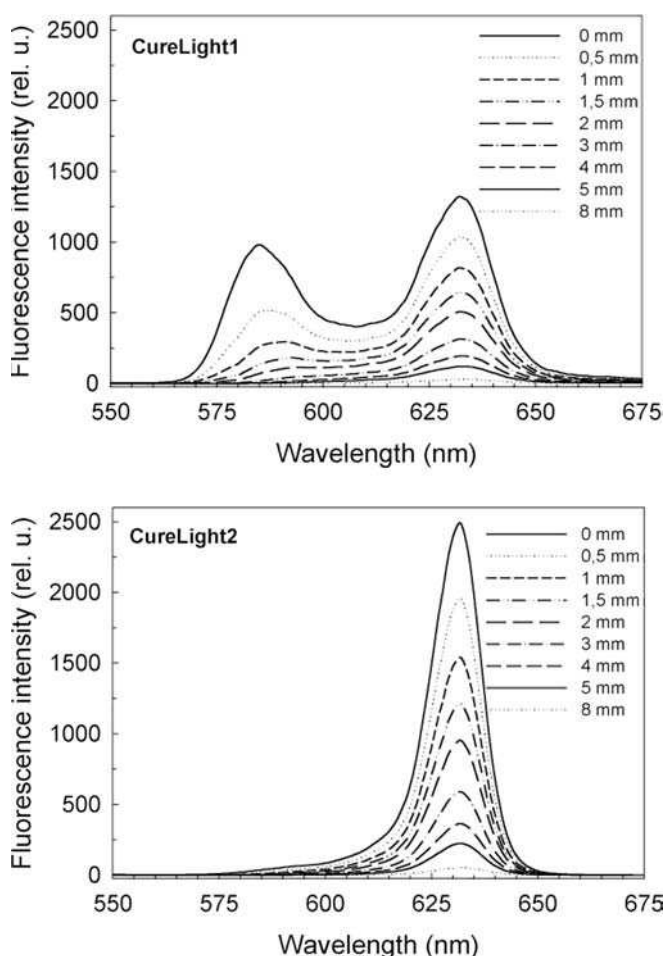 CureLight1
Fluorescence intensity (rel. u.)
2500
2000
1500
1000
500
0
0 mm
0,5 mm
1 mm
1,5 mm
2 mm
3 mm
4 mm
5 mm
8 mm
550 575 600 625 650 675
Wavelength (nm)
CureLight2
Fluorescence intensity (rel. u.)
2500
2000
1500
1000
500
0
0 mm
0,5 mm
1 mm
1,5 mm
2 mm
3 mm
4 mm
5 mm
8 mm
550 575 600 625 650 675
Wavelength (nm)